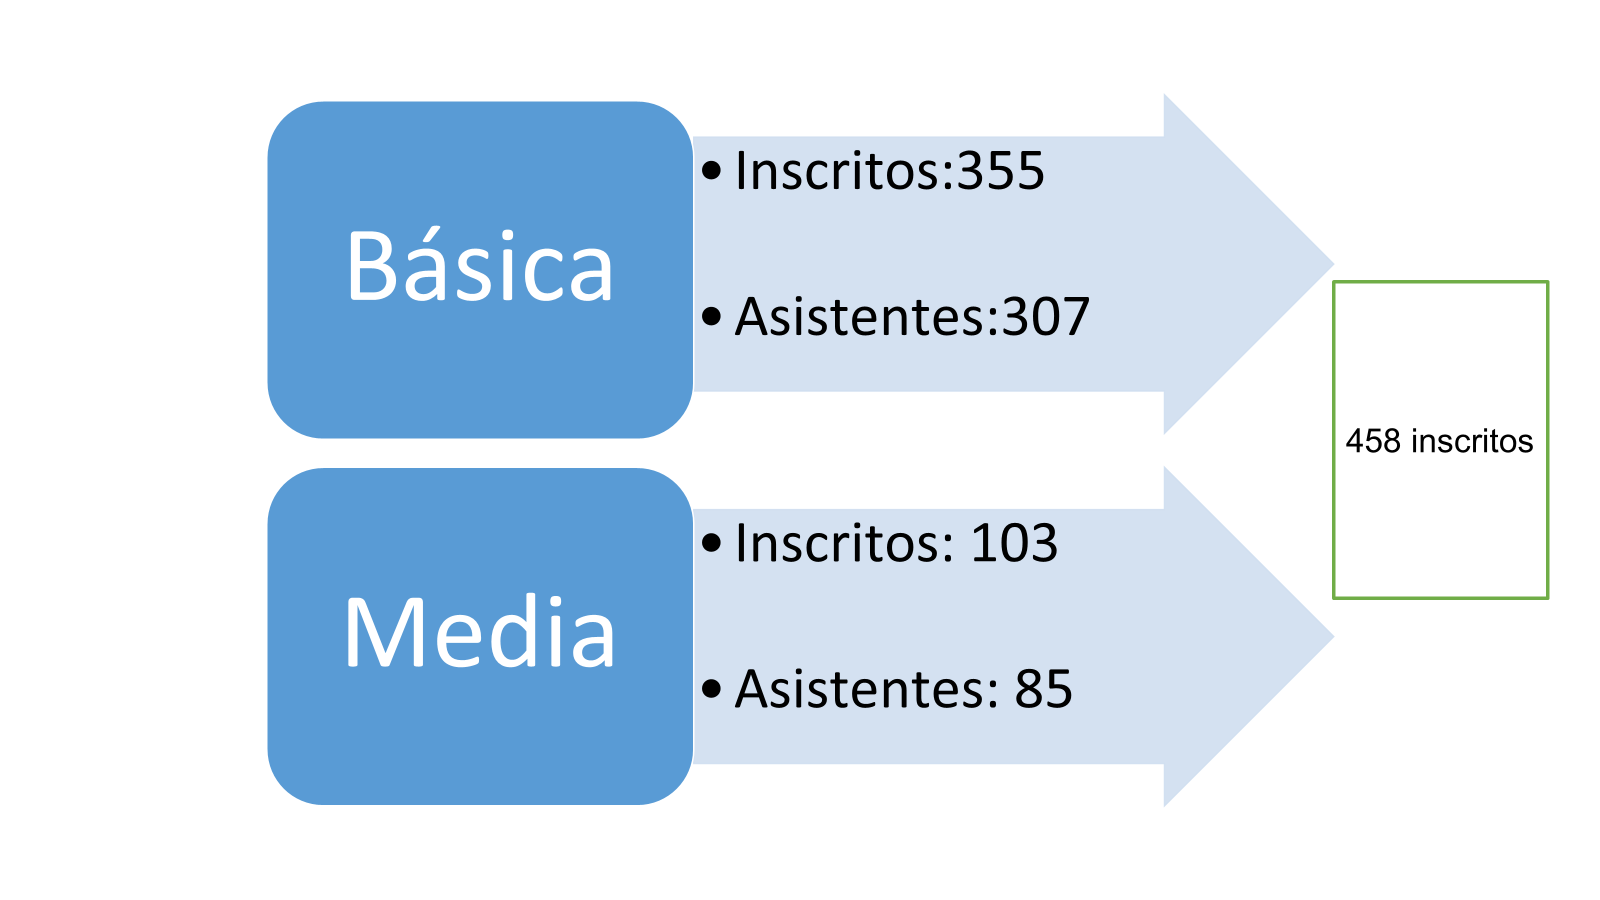 Básica
• Inscritos:355
• Asistentes:307
458 inscritos
Media
• Inscritos: 103
• Asistentes: 85